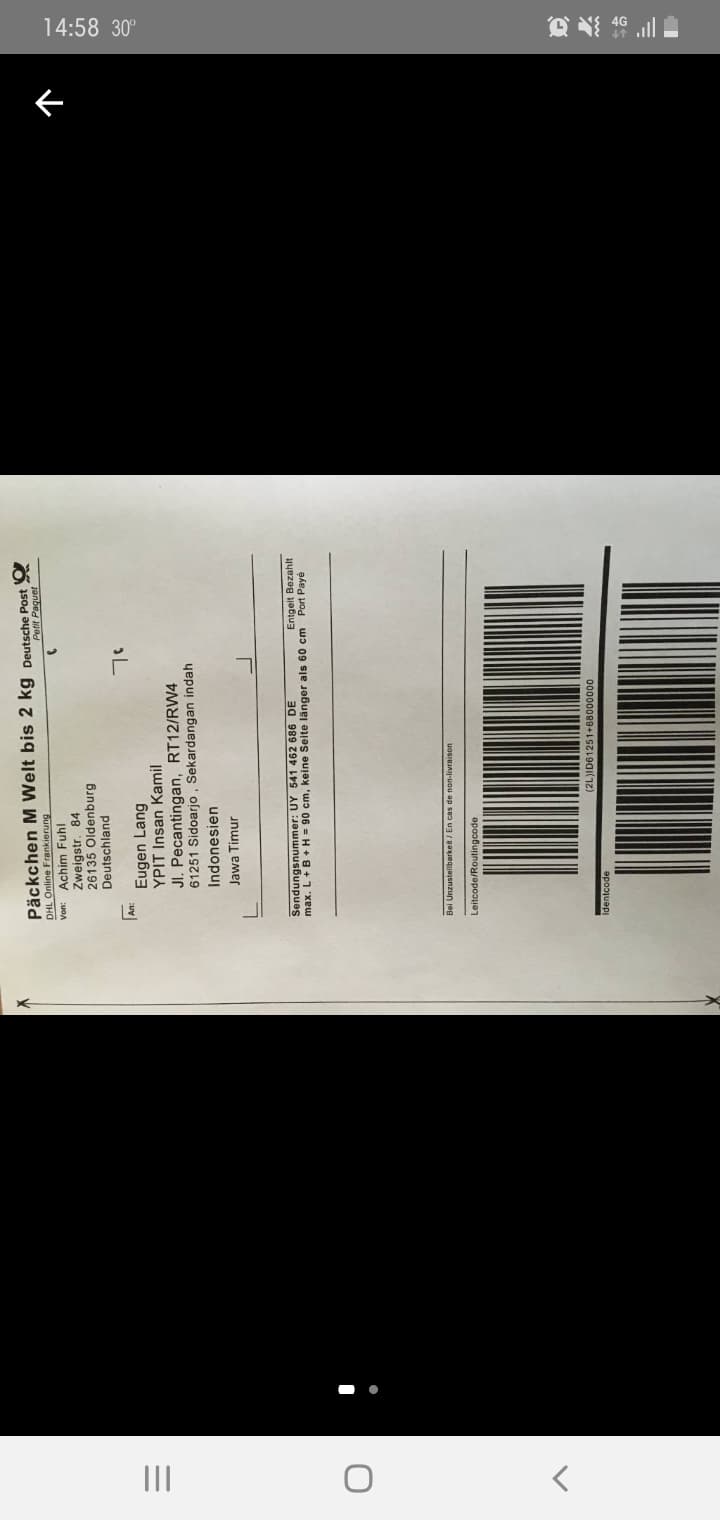 Päckchen M Welt bis 2 kg Deutsche Post
Petit Paquet
DHL Online Frankierung
Von: Achim Fuhl
Zweigstr. 84
26135 Oldenburg
Deutschland
An:
Eugen Lang
YPIT Insan Kamil
Jl. Pecantingan, RT12/RW4
61251 Sidoarjo , Sekardangan indah
Indonesien
Jawa Timur
Sendungsnummer: UY 541 462 686 DE Entgelt Bezahlt
max. L + B + H = 90 cm, keine Seite länger als 60 cm Port Payé
Bei Unzustellbarkeit / En cas de non-livraison
Leitcode/Routingcode
(2L)ID61251+68000000
Identcode
14:58 30°
4G